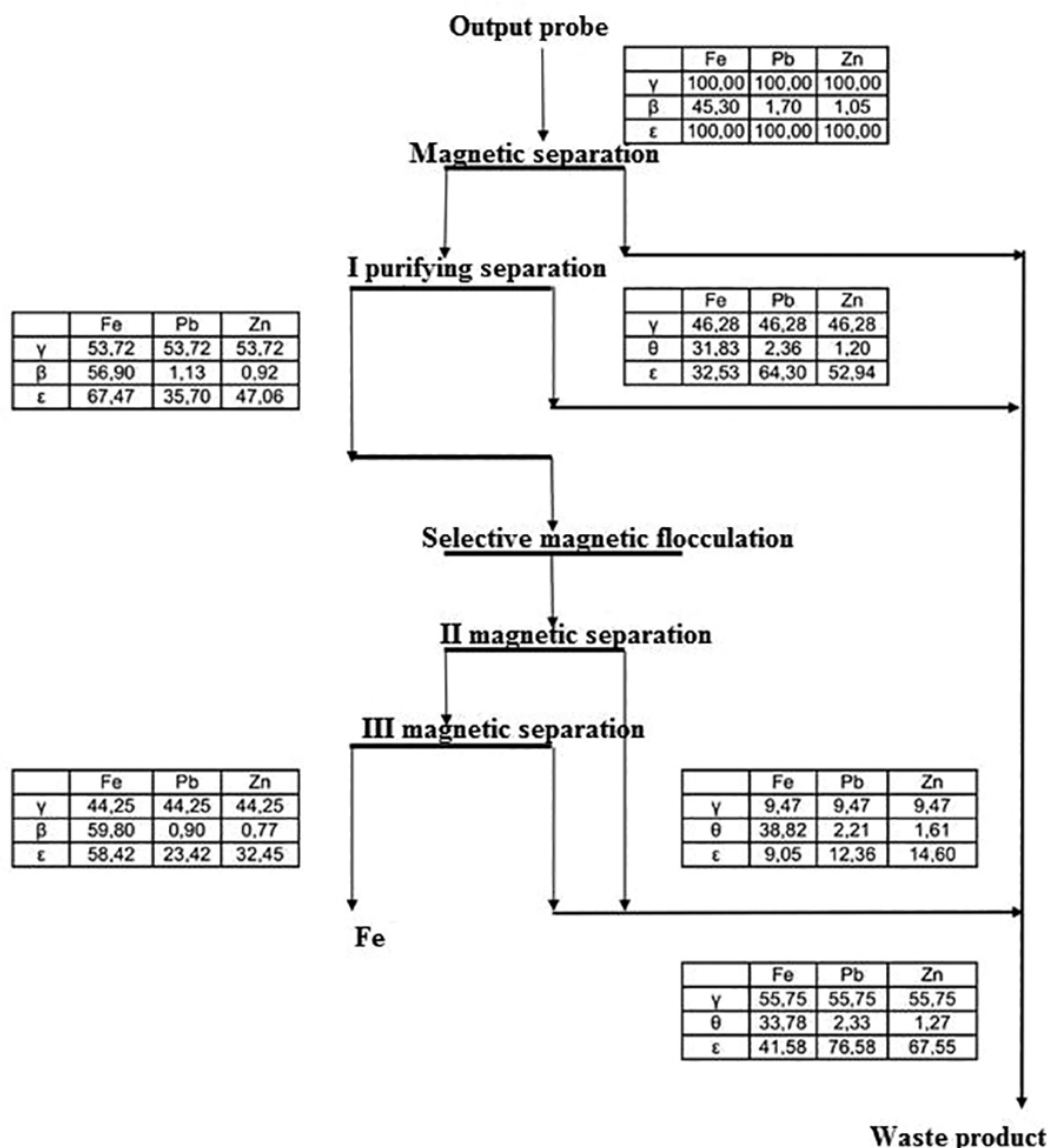 Output probe
Fe Pb Zn
γ 100,00 100,00 100,00
β 45,30 1,70 1,05
ε 100,00 100,00 100,00
Magnetic separation
I purifying separation
Fe Pb Zn
γ 46,28 46,28 46,28
θ 31,83 2,36 1,20
ε 32,53 64,30 52,94
Fe Pb Zn
γ 53,72 53,72 53,72
β 56,90 1,13 0,92
ε 67,47 35,70 47,06
Selective magnetic flocculation
II magnetic separation
III magnetic separation
Fe Pb Zn
γ 44,25 44,25 44,25
β 59,80 0,90 0,77
ε 58,42 23,42 32,45
Fe Pb Zn
γ 9,47 9,47 9,47
θ 38,82 2,21 1,61
ε 9,05 12,36 14,60
Fe
Fe Pb Zn
γ 55,75 55,75 55,75
θ 33,78 2,33 1,27
ε 41,58 76,58 67,55
Waste product